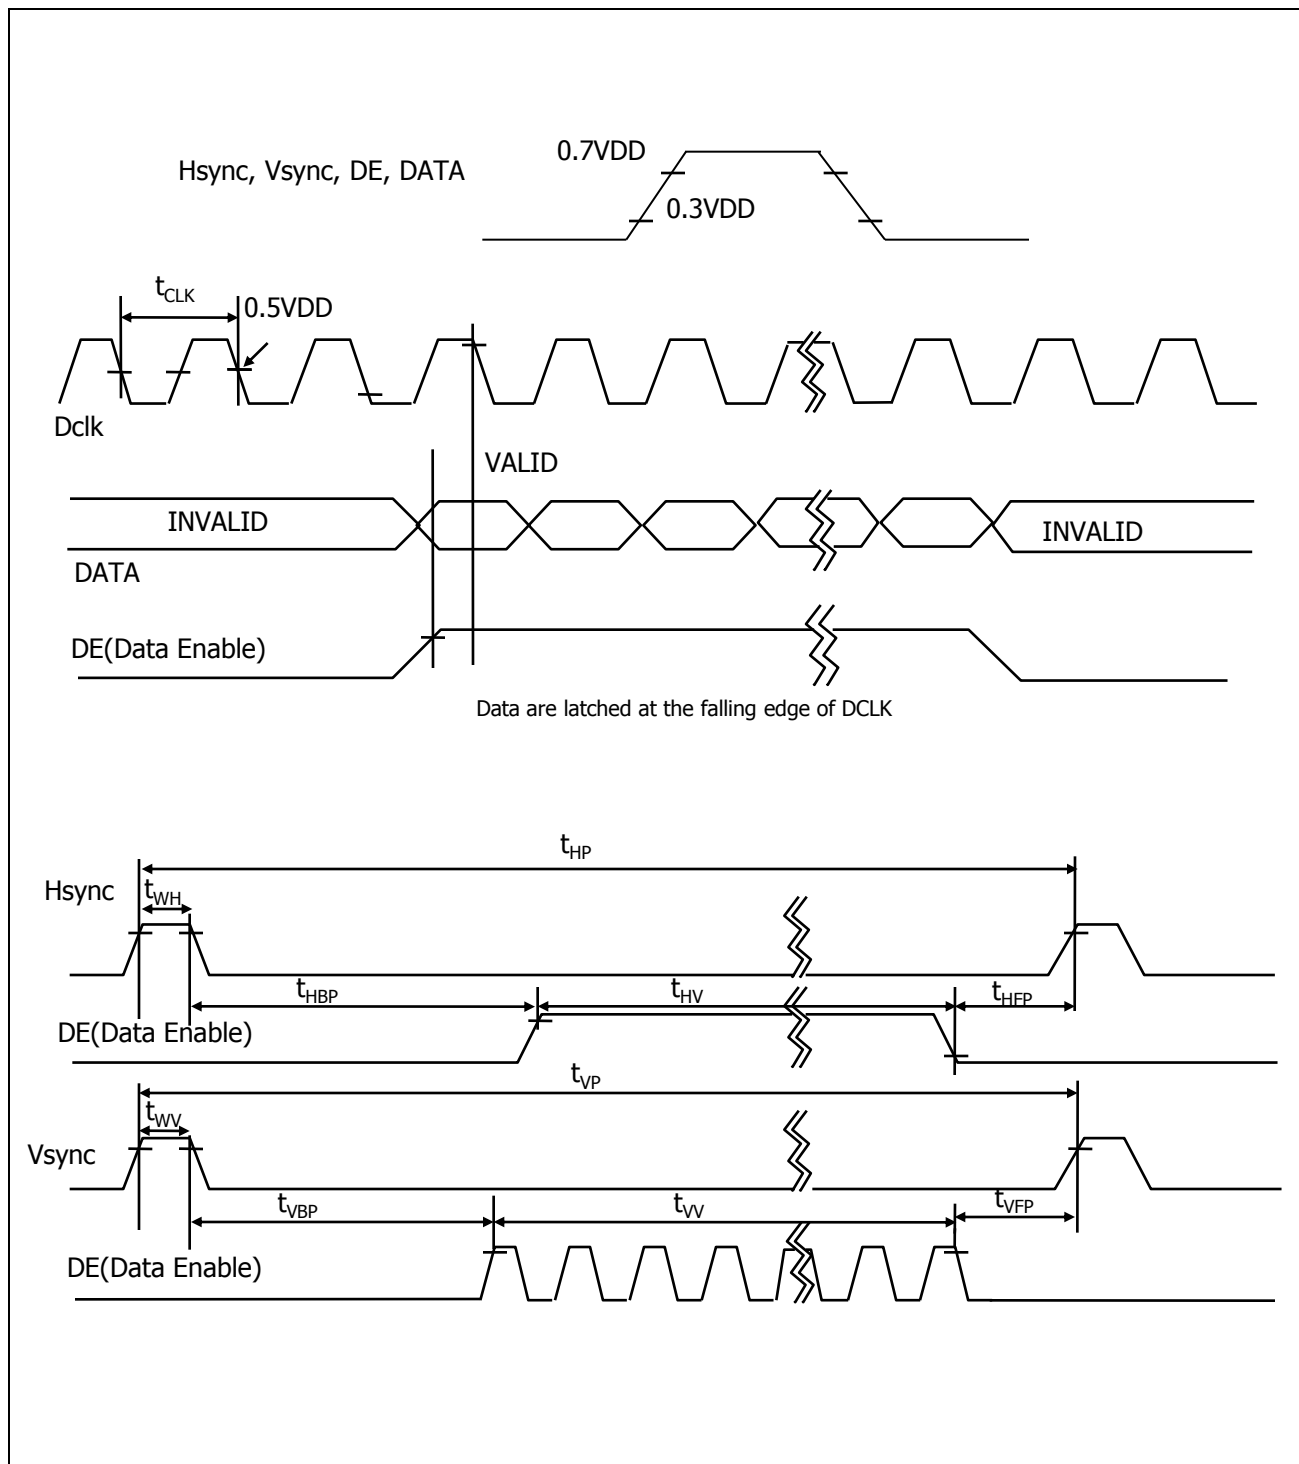 0.7VDD
Hsync, Vsync, DE, DATA
0.3VDD
tCLK
0.5VDD
Dclk
VALID
INVALID
INVALID
DATA
DE(Data Enable)
Data are latched at the falling edge of DCLK
tHP
Hsync
tWH
tHBP
tHV
tHFP
DE(Data Enable)
tVP
tWV
Vsync
tVBP
tVV
tVFP
DE(Data Enable)